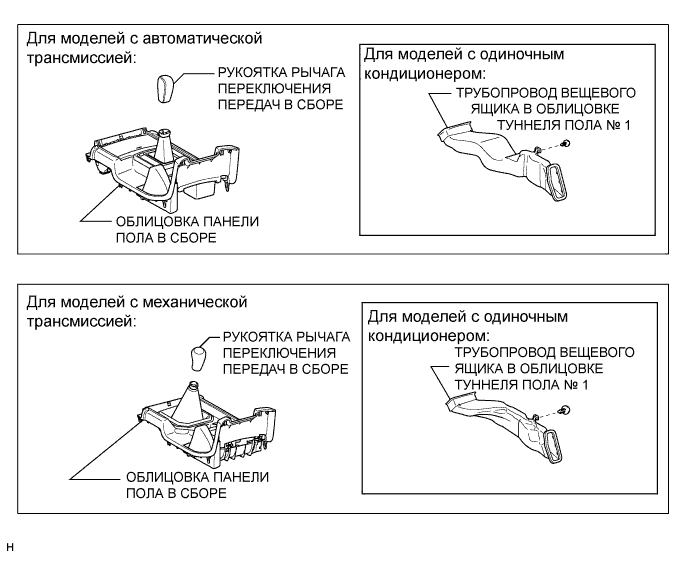 Для моделей с автоматической
трансмиссией:
РУКОЯТКА РЫЧАГА
ПЕРЕКЛЮЧЕНИЯ
ПЕРЕДАЧ В СБОРЕ
ОБЛИЦОВКА ПАНЕЛИ
ПОЛА В СБОРЕ
Для моделей с одиночным
кондиционером:
ТРУБОПРОВОД ВЕЩЕВОГО
ЯЩИКА В ОБЛИЦОВКЕ
ТУННЕЛЯ ПОЛА № 1
Для моделей с механической
трансмиссией:
РУКОЯТКА РЫЧАГА
ПЕРЕКЛЮЧЕНИЯ
ПЕРЕДАЧ В СБОРЕ
ОБЛИЦОВКА ПАНЕЛИ
ПОЛА В СБОРЕ
Для моделей с одиночным
кондиционером:
ТРУБОПРОВОД ВЕЩЕВОГО
ЯЩИКА В ОБЛИЦОВКЕ
ТУННЕЛЯ ПОЛА № 1
н